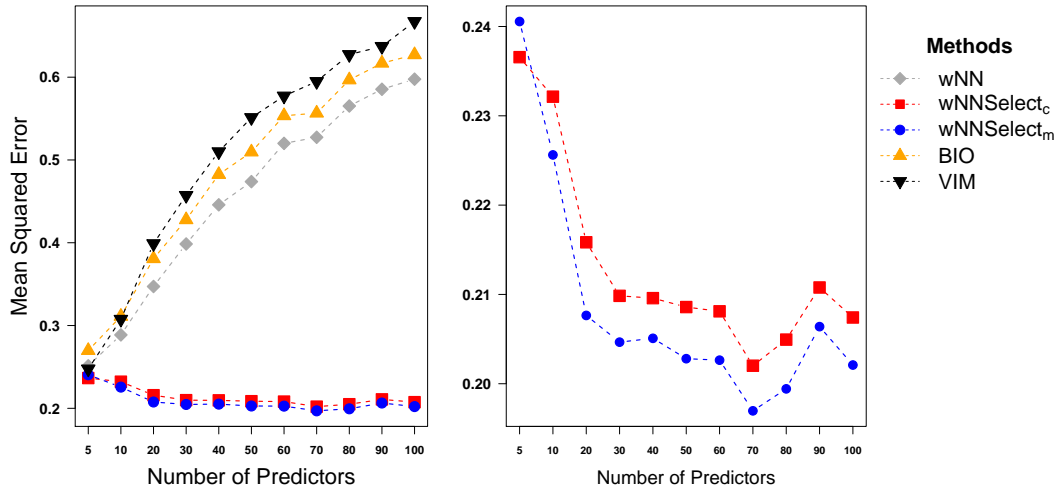 Mean Squared Error
0.6
0.5
0.4
0.3
0.2
5 10 20 30 40 50 60 70 80 90 100
Number of Predictors
0.24
0.23
0.22
0.21
0.20
5 10 20 30 40 50 60 70 80 90 100
Number of Predictors
Methods
wNN
wNNSelect_c
wNNSelect_m
BIO
VIM